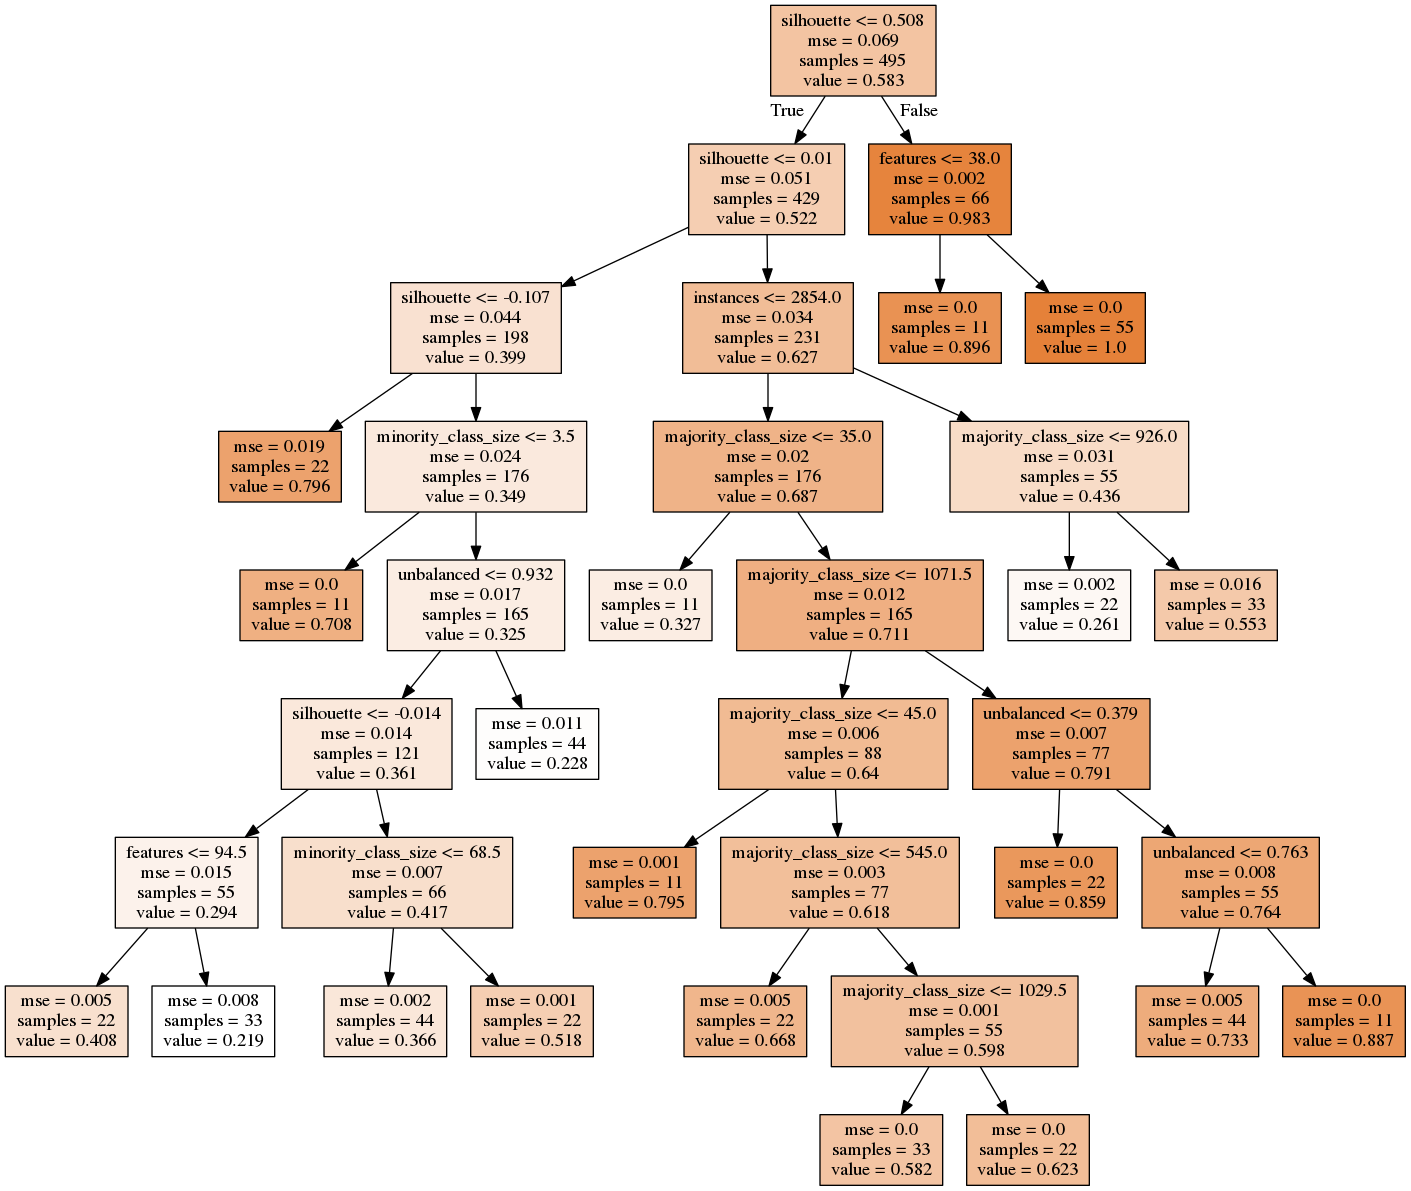 silhouette <= 0.508
mse = 0.069
samples = 495
value = 0.583
True
False
silhouette <= 0.01
mse = 0.051
samples = 429
value = 0.522
features <= 38.0
mse = 0.002
samples = 66
value = 0.983
silhouette <= -0.107
mse = 0.044
samples = 198
value = 0.399
instances <= 2854.0
mse = 0.034
samples = 231
value = 0.627
mse = 0.0
samples = 11
value = 0.896
mse = 0.0
samples = 55
value = 1.0
mse = 0.019
samples = 22
value = 0.796
minority_class_size <= 3.5
mse = 0.024
samples = 176
value = 0.349
majority_class_size <= 35.0
mse = 0.02
samples = 176
value = 0.687
majority_class_size <= 926.0
mse = 0.031
samples = 55
value = 0.436
mse = 0.0
samples = 11
value = 0.708
unbalanced <= 0.932
mse = 0.017
samples = 165
value = 0.325
mse = 0.0
samples = 11
value = 0.327
majority_class_size <= 1071.5
mse = 0.012
samples = 165
value = 0.711
mse = 0.002
samples = 22
value = 0.261
mse = 0.016
samples = 33
value = 0.553
silhouette <= -0.014
mse = 0.014
samples = 121
value = 0.361
mse = 0.011
samples = 44
value = 0.228
majority_class_size <= 45.0
mse = 0.006
samples = 88
value = 0.64
unbalanced <= 0.379
mse = 0.007
samples = 77
value = 0.791
features <= 94.5
mse = 0.015
samples = 55
value = 0.294
minority_class_size <= 68.5
mse = 0.007
samples = 66
value = 0.417
mse = 0.001
samples = 11
value = 0.795
majority_class_size <= 545.0
mse = 0.003
samples = 77
value = 0.618
mse = 0.0
samples = 22
value = 0.859
unbalanced <= 0.763
mse = 0.008
samples = 55
value = 0.764
mse = 0.005
samples = 22
value = 0.408
mse = 0.008
samples = 33
value = 0.219
mse = 0.002
samples = 44
value = 0.366
mse = 0.001
samples = 22
value = 0.518
mse = 0.005
samples = 22
value = 0.668
majority_class_size <= 1029.5
mse = 0.001
samples = 55
value = 0.598
mse = 0.005
samples = 44
value = 0.733
mse = 0.0
samples = 11
value = 0.887
mse = 0.0
samples = 33
value = 0.582
mse = 0.0
samples = 22
value = 0.623